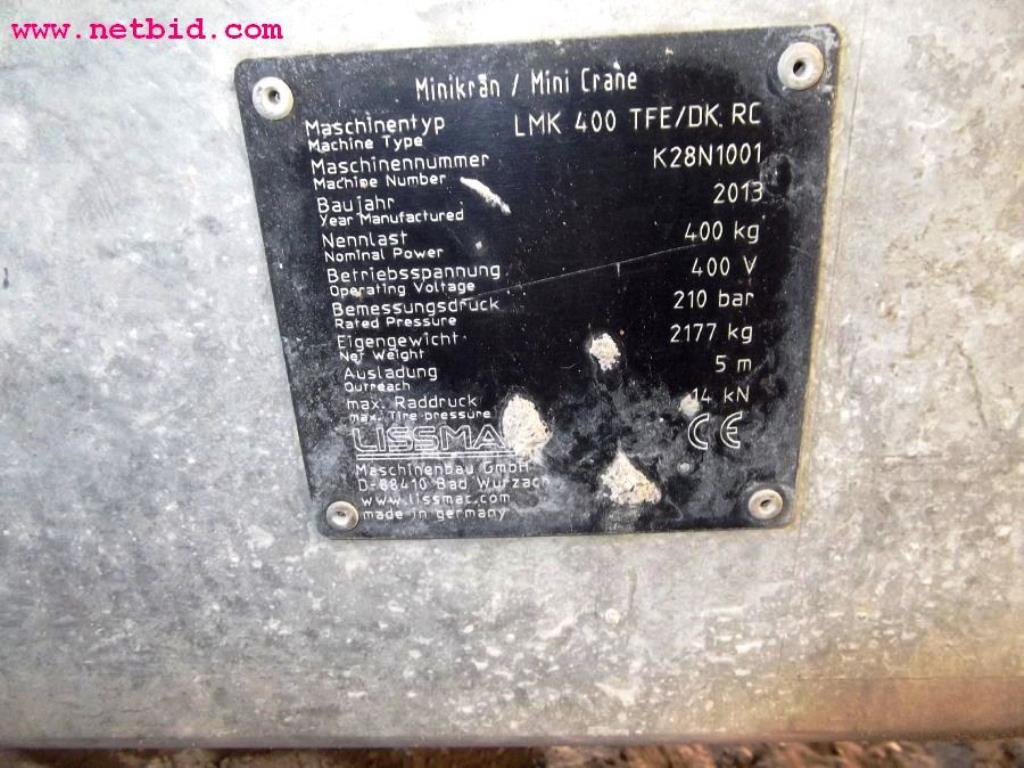 www.netbid.com
Minikran / Mini Crane
Maschinentyp LMK 400 TFE/DK. RC
Machine Type
Maschinennummer K28N1001
Machine Number
Baujahr 2013
Year Manufactured
Nennlast 400 kg
Nominal Power
Betriebsspannung 400 V
Operating Voltage
Bemessungsdruck 210 bar
Rated Pressure
Eigengewicht 2177 kg
Net Weight
Ausladung 5 m
Outreach
max. Raddruck 14 kN
max. Tire pressure
LISSMAC CE
Maschinenbau GmbH
D-88410 Bad Wurzach
www.lissmac.com
made in germany